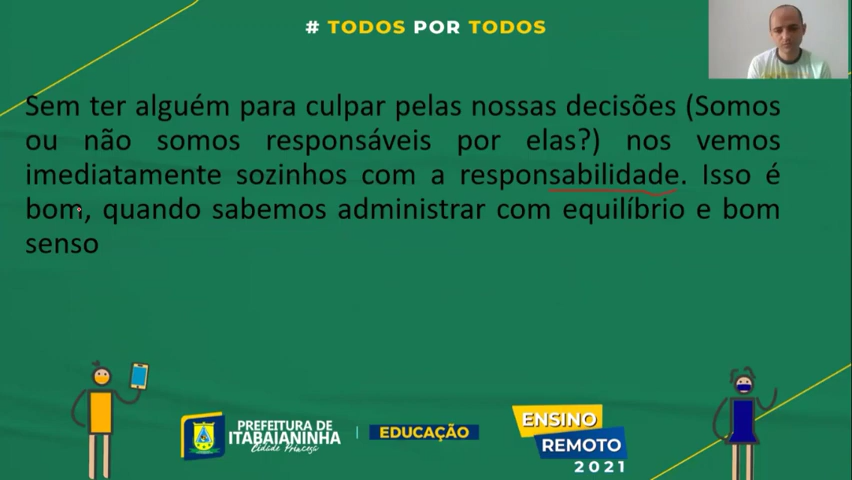 # TODOS POR TODOS
Sem ter alguém para culpar pelas nossas decisões (Somos
ou não somos responsáveis por elas?) nos vemos
imediatamente sozinhos com a responsabilidade. Isso é
bom, quando sabemos administrar com equilíbrio e bom
senso
PREFEITURA DE
ITABAIANINHA
Cidade Princesa
EDUCAÇÃO
ENSINO
REMOTO
2021